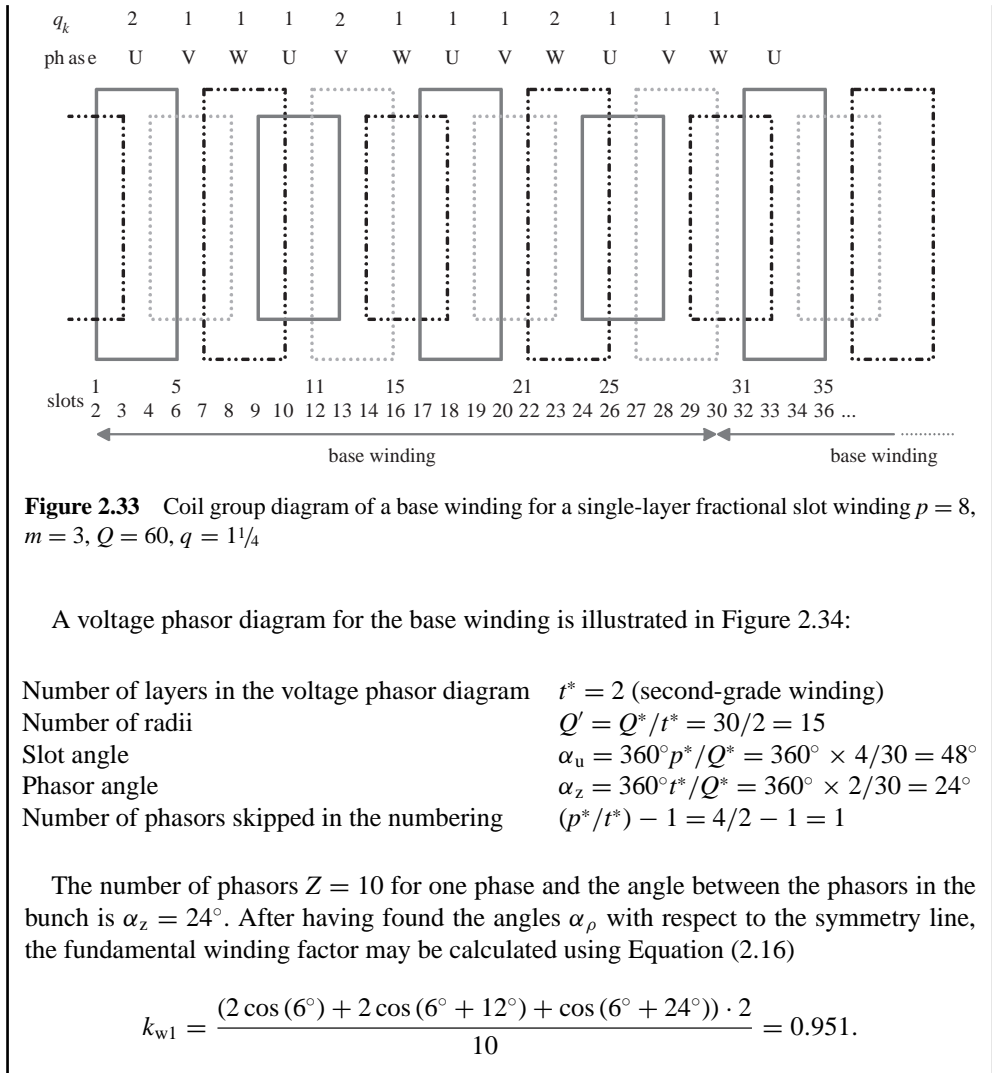 q_k 2 1 1 1 2 1 1 1 2 1 1 1
phase U V W U V W U V W U V W U
1 5 11 15 21 25 31 35
slots 2 3 4 6 7 8 9 10 12 13 14 16 17 18 19 20 22 23 24 26 27 28 29 30 32 33 34 36 ...
base winding base winding
Figure 2.33 Coil group diagram of a base winding for a single-layer fractional slot winding p = 8,
m = 3, Q = 60, q = 1¹/₄
A voltage phasor diagram for the base winding is illustrated in Figure 2.34:
Number of layers in the voltage phasor diagram t* = 2 (second-grade winding)
Number of radii Q′ = Q*/t* = 30/2 = 15
Slot angle α_u = 360°p*/Q* = 360° × 4/30 = 48°
Phasor angle α_z = 360°t*/Q* = 360° × 2/30 = 24°
Number of phasors skipped in the numbering (p*/t*) − 1 = 4/2 − 1 = 1
The number of phasors Z = 10 for one phase and the angle between the phasors in the
bunch is α_z = 24°. After having found the angles α_ρ with respect to the symmetry line,
the fundamental winding factor may be calculated using Equation (2.16)
k_w1 = (2 cos (6°) + 2 cos (6° + 12°) + cos (6° + 24°)) · 2 / 10 = 0.951.